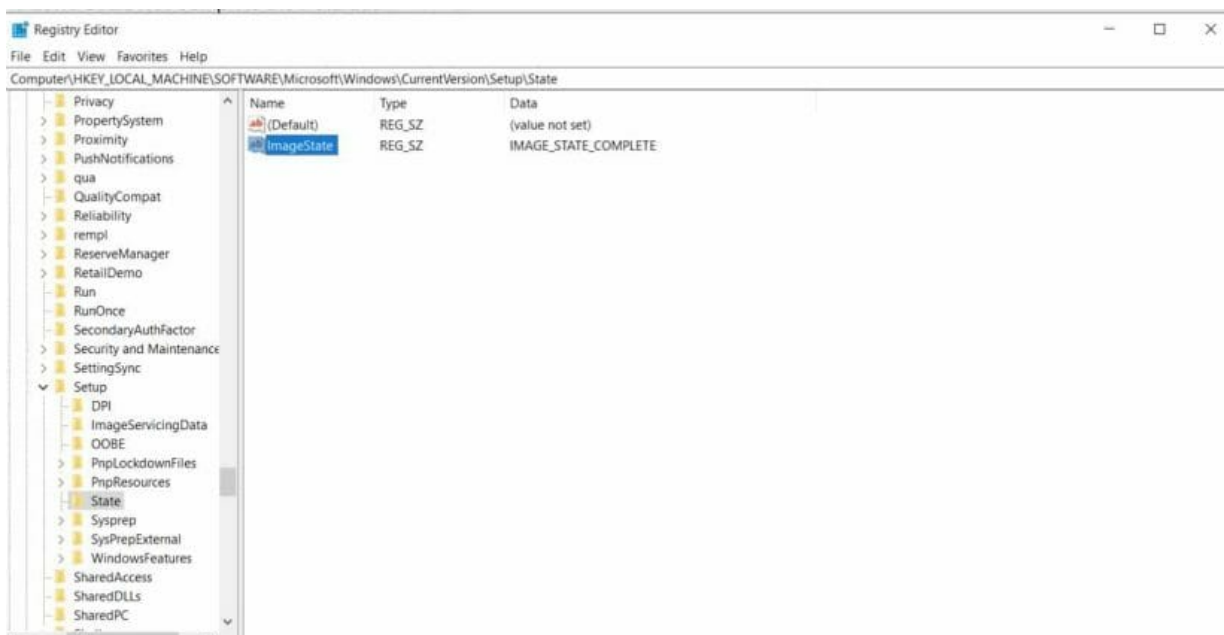 Registry Editor
File Edit View Favorites Help
Computer\HKEY_LOCAL_MACHINE\SOFTWARE\Microsoft\Windows\CurrentVersion\Setup\State
Privacy
PropertySystem
Proximity
PushNotifications
qua
QualityCompat
Reliability
rempl
ReserveManager
RetailDemo
Run
RunOnce
SecondaryAuthFactor
Security and Maintenance
SettingSync
Setup
DPI
ImageServicingData
OOBE
PnpLockdownFiles
PnpResources
State
Sysprep
SysPrepExternal
WindowsFeatures
SharedAccess
SharedDLLs
SharedPC
Name Type Data
(Default) REG_SZ (value not set)
ImageState REG_SZ IMAGE_STATE_COMPLETE